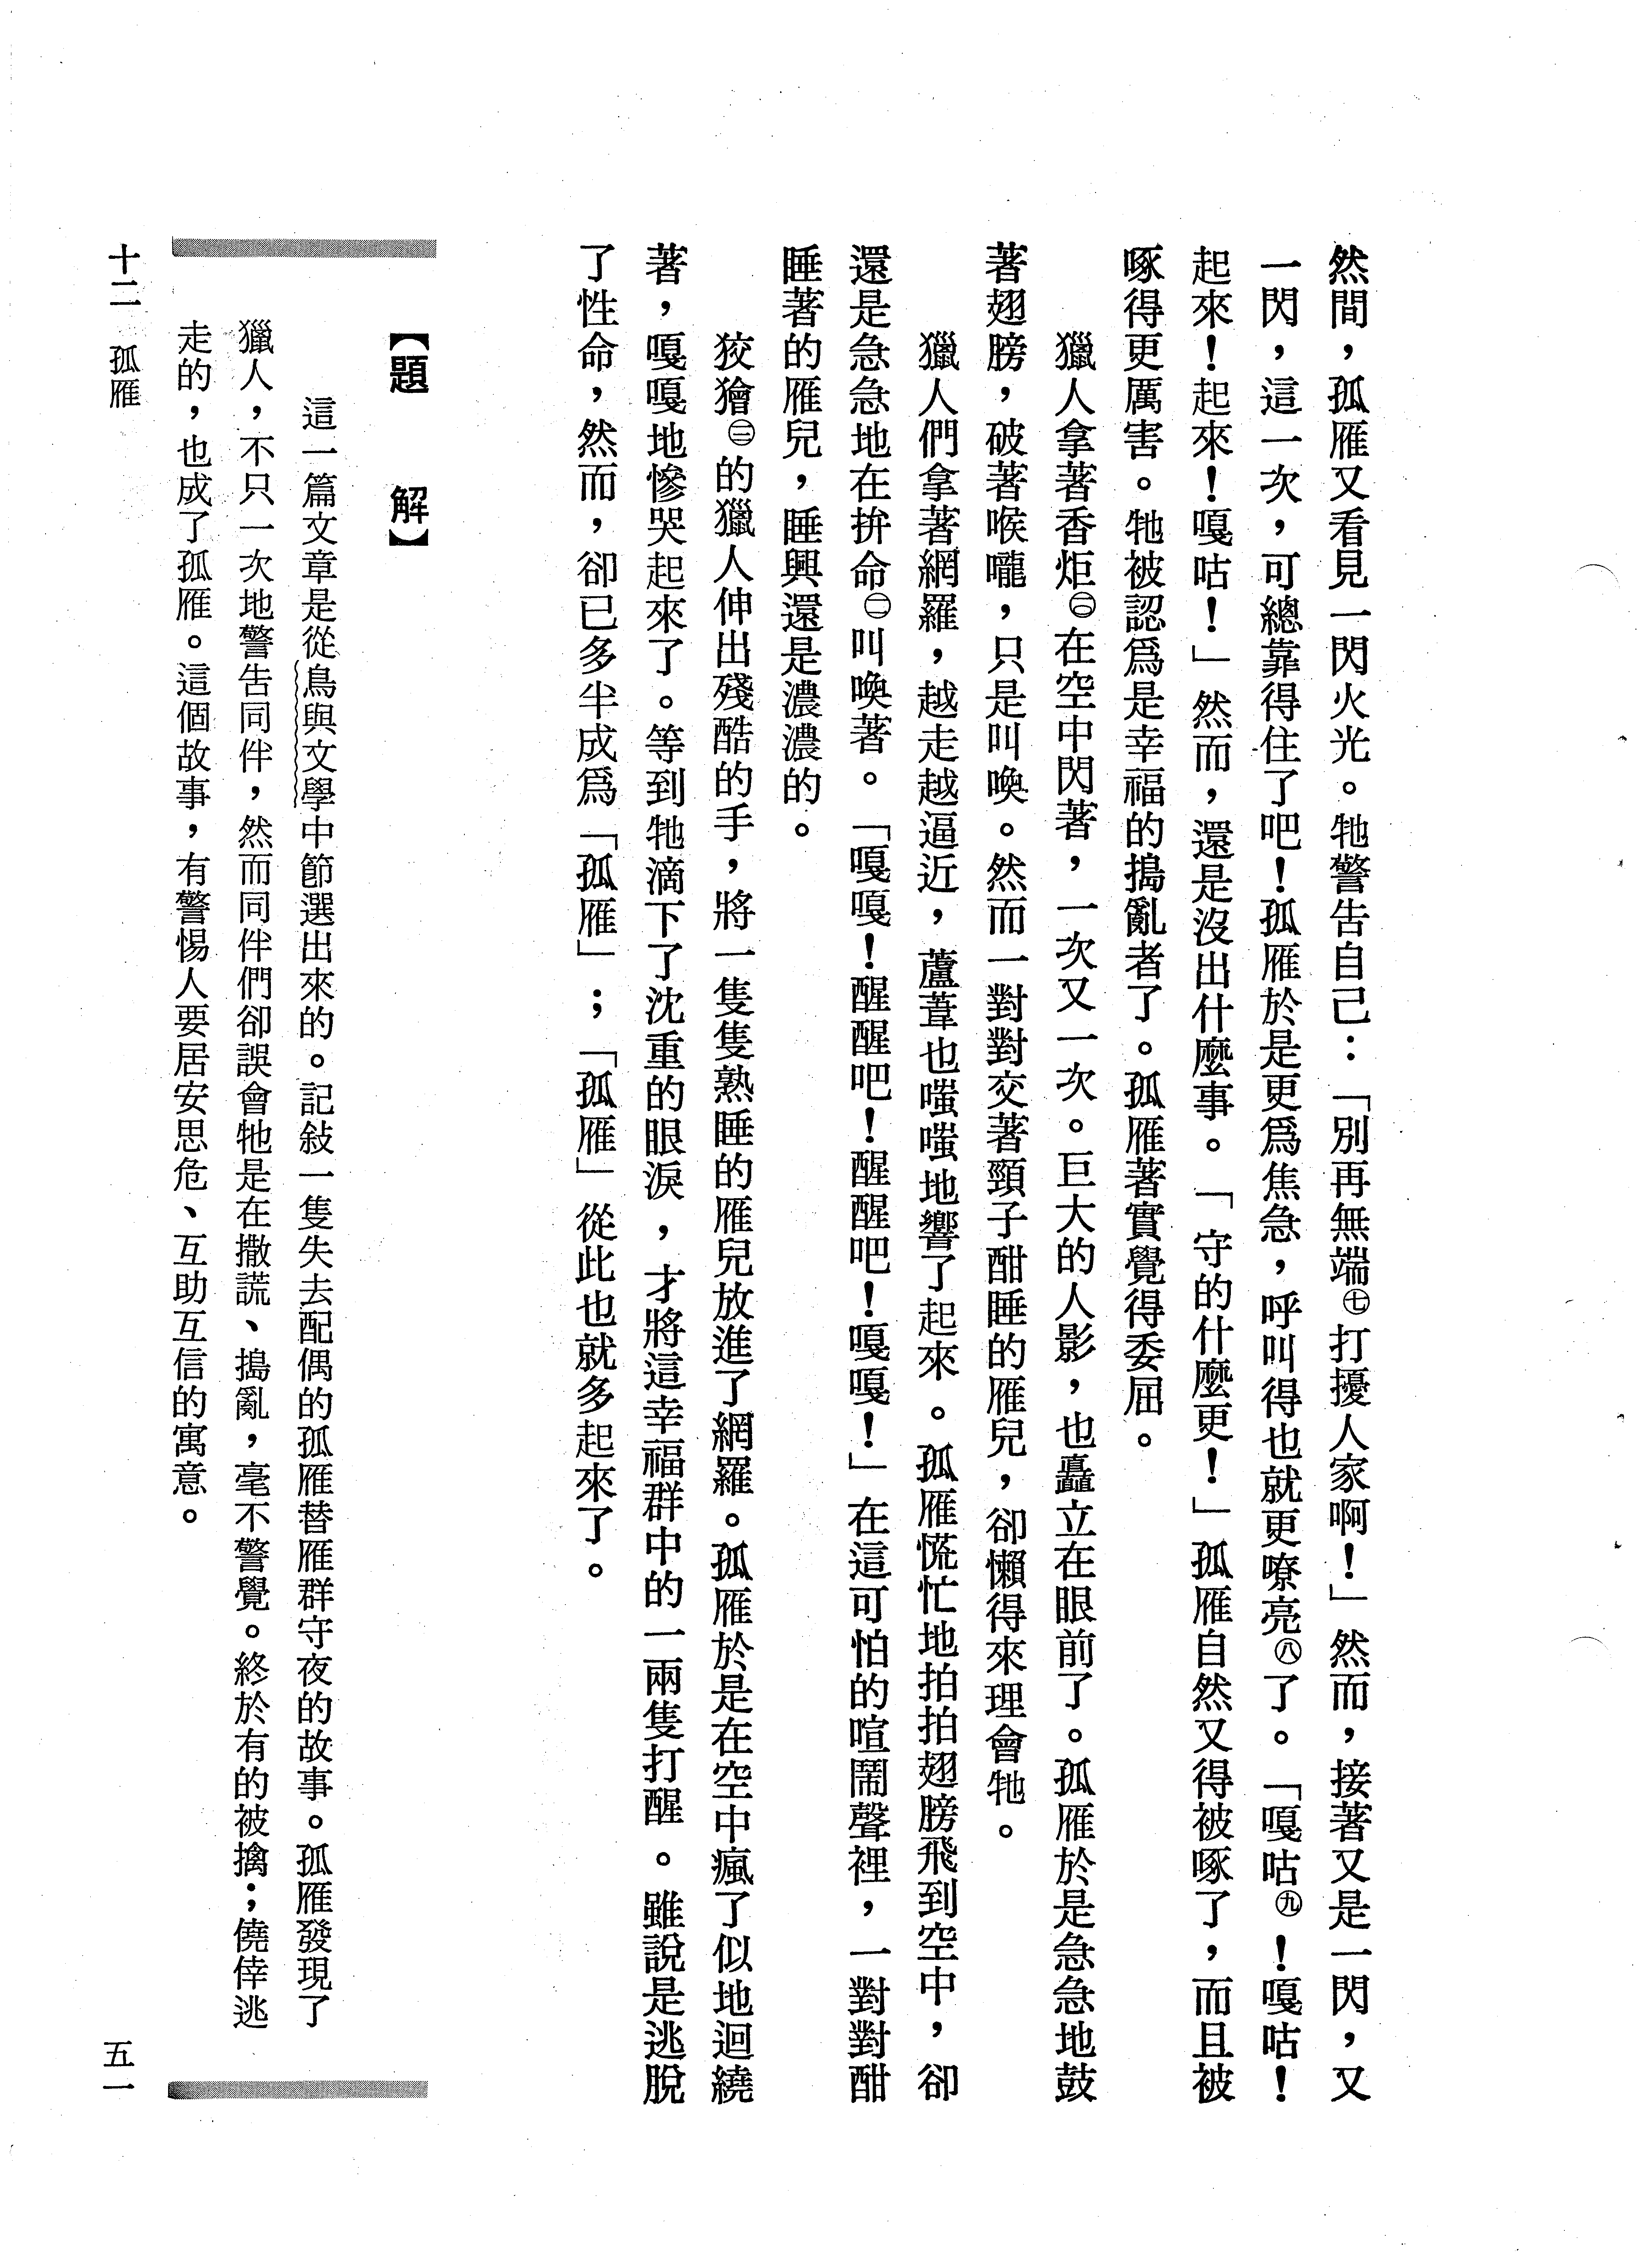 然間，孤雁又看見一閃火光。牠警告自己：「別再無端㊆打擾人家啊！」然而，接著又是一閃，又
一閃，這一次，可總靠得住了吧！孤雁於是更爲焦急，呼叫得也就更嘹亮㊇了。「嘎咕㊈！嘎咕！
起來！起來！嘎咕！」然而，還是沒出什麼事。「守的什麼更！」孤雁自然又得被啄了，而且被
啄得更厲害。牠被認爲是幸福的搗亂者了。孤雁著實覺得委屈。
獵人拿著香炬㊀㊁在空中閃著，一次又一次。巨大的人影，也矗立在眼前了。孤雁於是急急地鼓
著翅膀，破著喉嚨，只是叫喚。然而一對對交著頸子酣睡的雁兒，卻懶得來理會牠。
獵人們拿著網羅，越走越逼近，蘆葦也嗤嗤地響了起來。孤雁慌忙地拍拍翅膀飛到空中，卻
還是急急地在拚命㊁叫喚著。「嘎嘎！醒醒吧！醒醒吧！嘎嘎！」在這可怕的喧鬧聲裡，一對對酣
睡著的雁兒，睡興還是濃濃的。
狡獪㊂的獵人伸出殘酷的手，將一隻隻熟睡的雁兒放進了網羅。孤雁於是在空中瘋了似地迴繞
著，嘎嘎地慘哭起來了。等到牠滴下了沈重的眼淚，才將這幸福群中的一兩隻打醒。雖說是逃脫
了性命，然而，卻已多半成爲「孤雁」；「孤雁」從此也就多起來了。
【題　解】
這一篇文章是從鳥與文學中節選出來的。記敍一隻失去配偶的孤雁替雁群守夜的故事。孤雁發現了
獵人，不只一次地警告同伴，然而同伴們卻誤會牠是在撒謊、搗亂，毫不警覺。終於有的被擒；僥倖逃
走的，也成了孤雁。這個故事，有警惕人要居安思危、互助互信的寓意。
十二　孤雁
五一